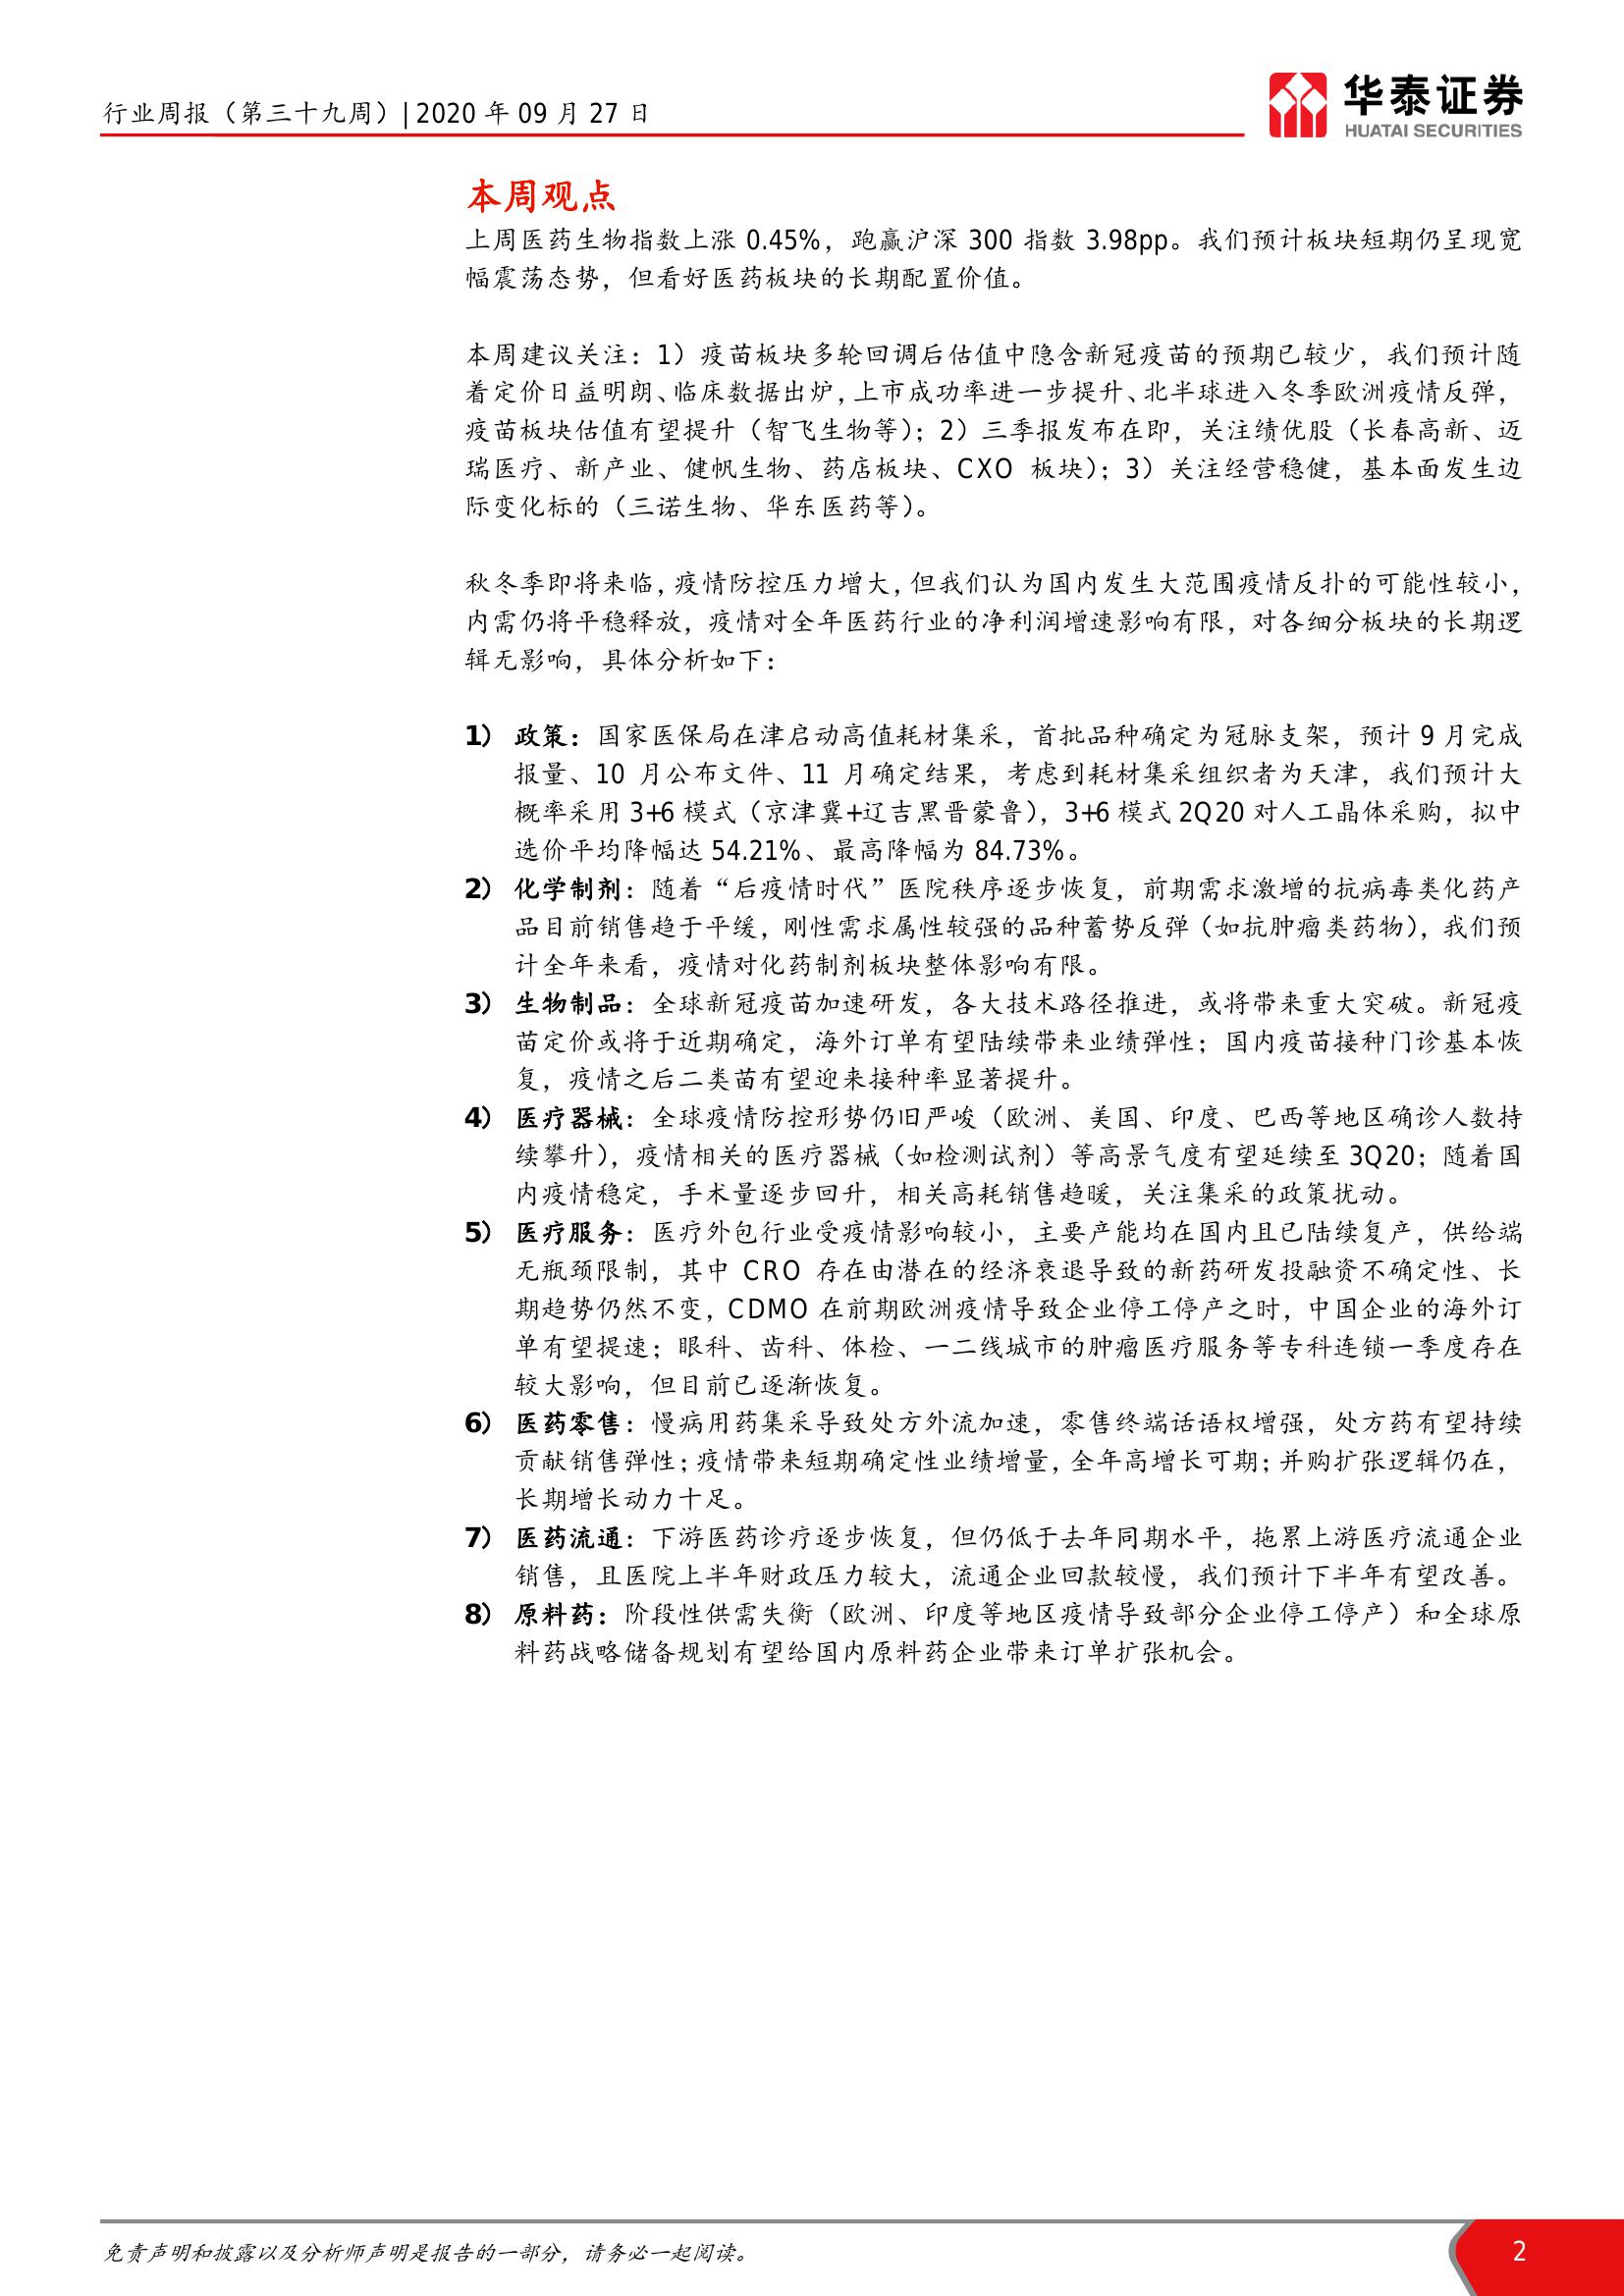 行业周报（第三十九周）| 2020 年 09 月 27 日
华泰证券
HUATAI SECURITIES
本周观点
上周医药生物指数上涨 0.45%，跑赢沪深 300 指数 3.98pp。我们预计板块短期仍呈现宽
幅震荡态势，但看好医药板块的长期配置价值。
本周建议关注：1）疫苗板块多轮回调后估值中隐含新冠疫苗的预期已较少，我们预计随
着定价日益明朗、临床数据出炉，上市成功率进一步提升、北半球进入冬季欧洲疫情反弹，
疫苗板块估值有望提升（智飞生物等）；2）三季报发布在即，关注绩优股（长春高新、迈
瑞医疗、新产业、健帆生物、药店板块、CXO 板块）；3）关注经营稳健，基本面发生边
际变化标的（三诺生物、华东医药等）。
秋冬季即将来临，疫情防控压力增大，但我们认为国内发生大范围疫情反扑的可能性较小，
内需仍将平稳释放，疫情对全年医药行业的净利润增速影响有限，对各细分板块的长期逻
辑无影响，具体分析如下：
1） 政策：国家医保局在津启动高值耗材集采，首批品种确定为冠脉支架，预计 9 月完成
报量、10 月公布文件、11 月确定结果，考虑到耗材集采组织者为天津，我们预计大
概率采用 3+6 模式（京津冀+辽吉黑晋蒙鲁），3+6 模式 2Q20 对人工晶体采购，拟中
选价平均降幅达 54.21%、最高降幅为 84.73%。
2） 化学制剂：随着“后疫情时代”医院秩序逐步恢复，前期需求激增的抗病毒类化药产
品目前销售趋于平缓，刚性需求属性较强的品种蓄势反弹（如抗肿瘤类药物），我们预
计全年来看，疫情对化药制剂板块整体影响有限。
3） 生物制品：全球新冠疫苗加速研发，各大技术路径推进，或将带来重大突破。新冠疫
苗定价或将于近期确定，海外订单有望陆续带来业绩弹性；国内疫苗接种门诊基本恢
复，疫情之后二类苗有望迎来接种率显著提升。
4） 医疗器械：全球疫情防控形势仍旧严峻（欧洲、美国、印度、巴西等地区确诊人数持
续攀升），疫情相关的医疗器械（如检测试剂）等高景气度有望延续至 3Q20；随着国
内疫情稳定，手术量逐步回升，相关高耗销售趋暖，关注集采的政策扰动。
5） 医疗服务：医疗外包行业受疫情影响较小，主要产能均在国内且已陆续复产，供给端
无瓶颈限制，其中 CRO 存在由潜在的经济衰退导致的新药研发投融资不确定性、长
期趋势仍然不变，CDMO 在前期欧洲疫情导致企业停工停产之时，中国企业的海外订
单有望提速；眼科、齿科、体检、一二线城市的肿瘤医疗服务等专科连锁一季度存在
较大影响，但目前已逐渐恢复。
6） 医药零售：慢病用药集采导致处方外流加速，零售终端话语权增强，处方药有望持续
贡献销售弹性；疫情带来短期确定性业绩增量，全年高增长可期；并购扩张逻辑仍在，
长期增长动力十足。
7） 医药流通：下游医药诊疗逐步恢复，但仍低于去年同期水平，拖累上游医疗流通企业
销售，且医院上半年财政压力较大，流通企业回款较慢，我们预计下半年有望改善。
8） 原料药：阶段性供需失衡（欧洲、印度等地区疫情导致部分企业停工停产）和全球原
料药战略储备规划有望给国内原料药企业带来订单扩张机会。
免责声明和披露以及分析师声明是报告的一部分，请务必一起阅读。
2